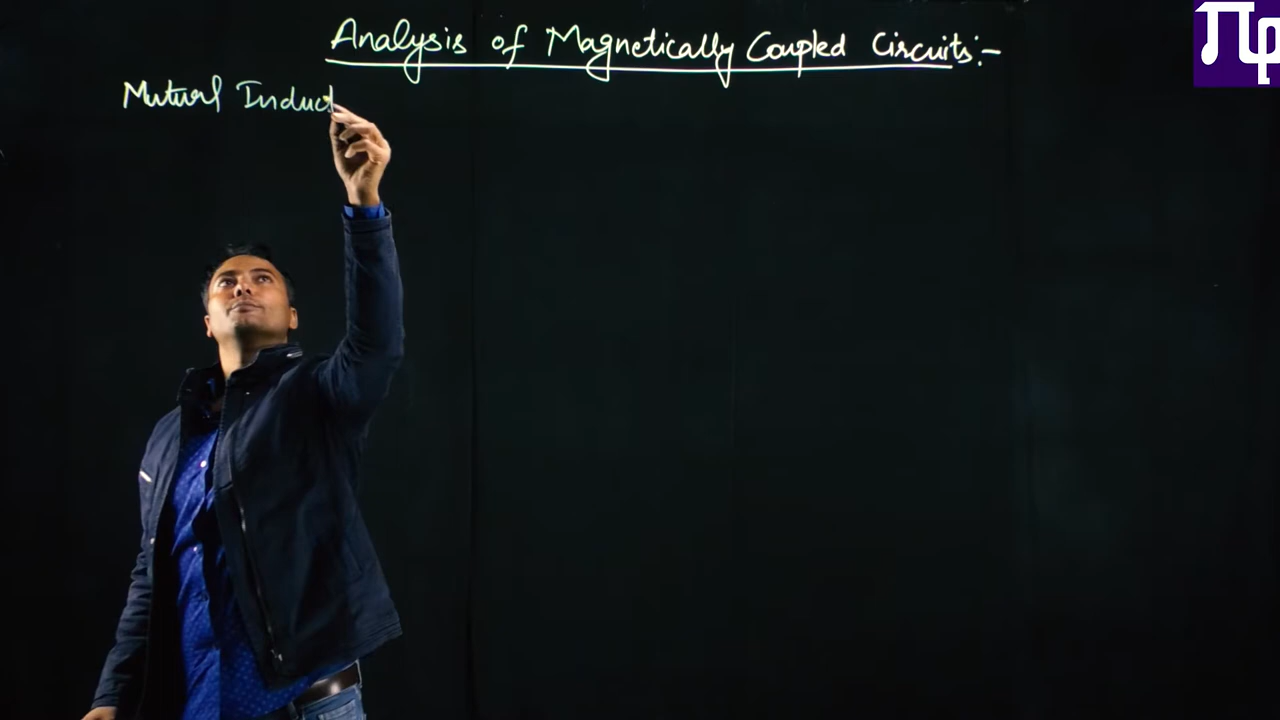 Analysis of Magnetically Coupled Circuits:-
Mutual Induct